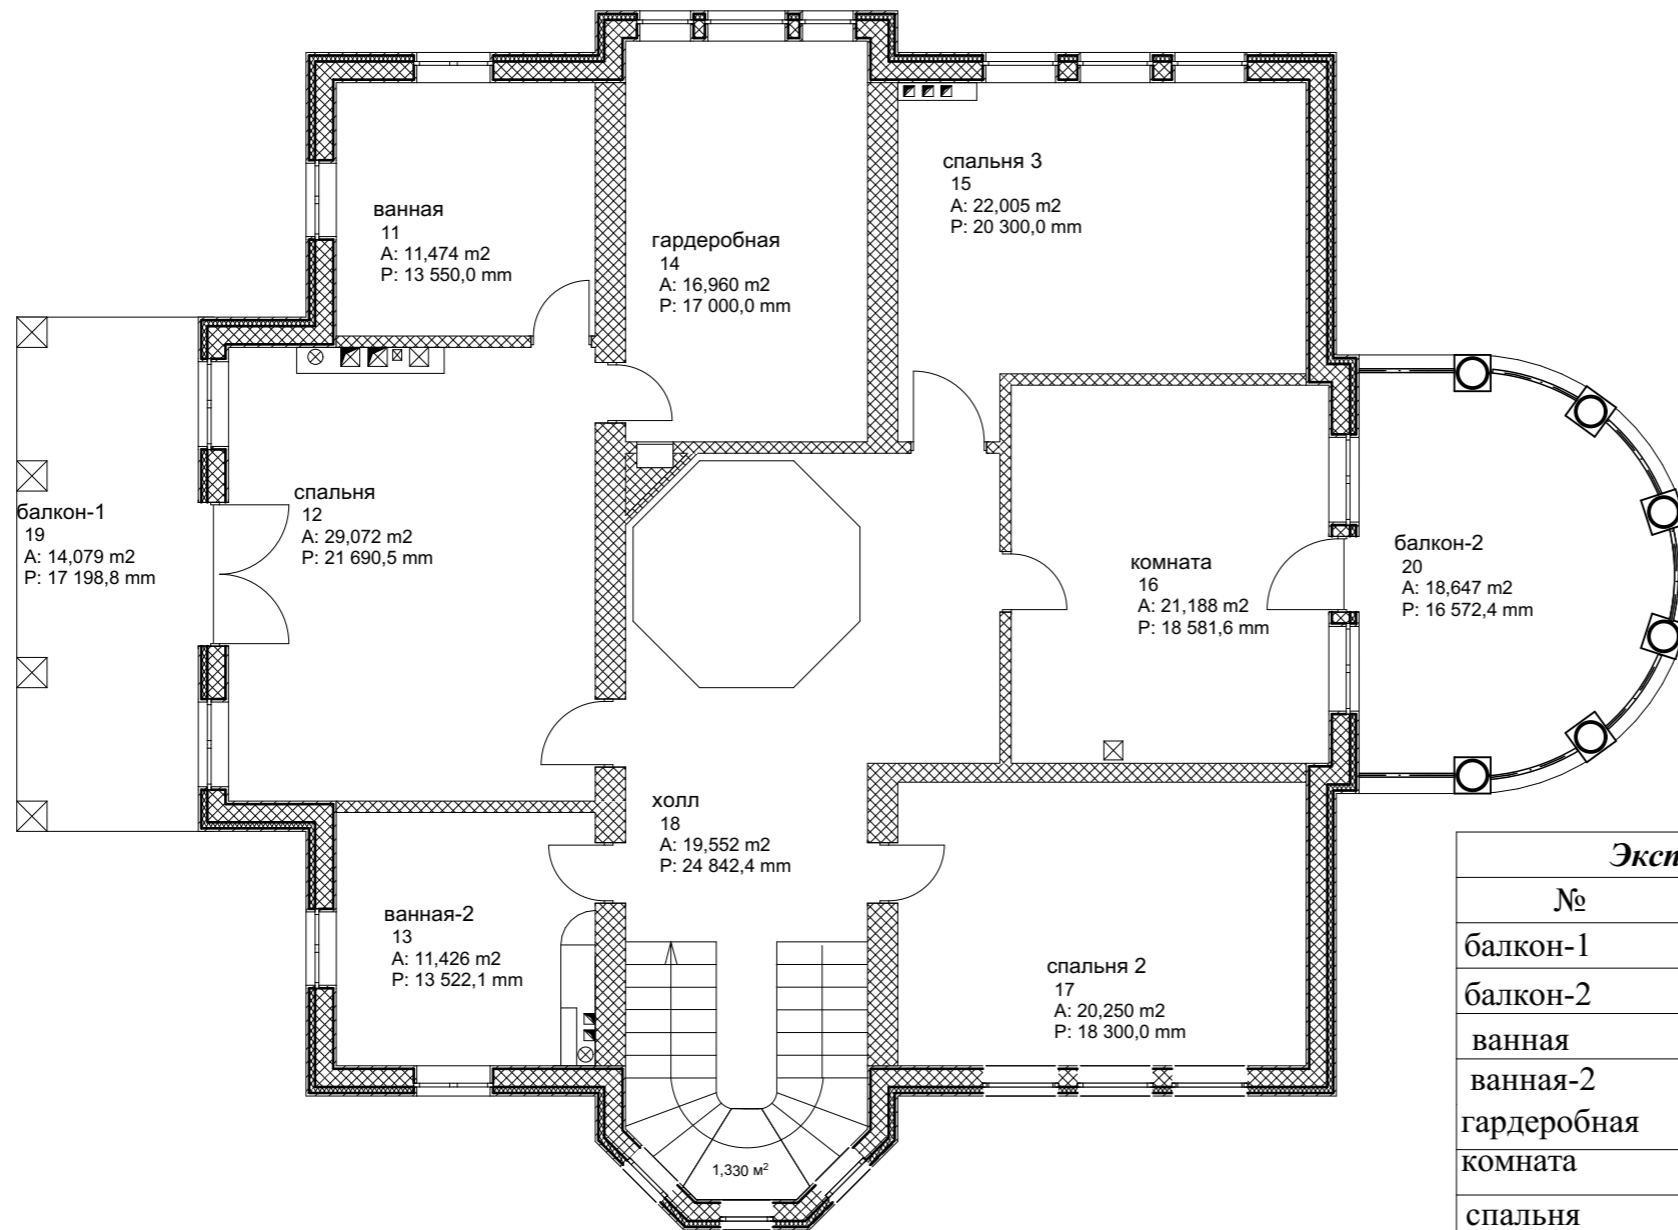 спальня 3
15
A: 22,005 m2
P: 20 300,0 mm
ванная
11
A: 11,474 m2
P: 13 550,0 mm
гардеробная
14
A: 16,960 m2
P: 17 000,0 mm
балкон-1
19
A: 14,079 m2
P: 17 198,8 mm
спальня
12
A: 29,072 m2
P: 21 690,5 mm
комната
16
A: 21,188 m2
P: 18 581,6 mm
балкон-2
20
A: 18,647 m2
P: 16 572,4 mm
холл
18
A: 19,552 m2
P: 24 842,4 mm
ванная-2
13
A: 11,426 m2
P: 13 522,1 mm
спальня 2
17
A: 20,250 m2
P: 18 300,0 mm
1,330 м²
Эксп
№
балкон-1
балкон-2
ванная
ванная-2
гардеробная
комната
спальня